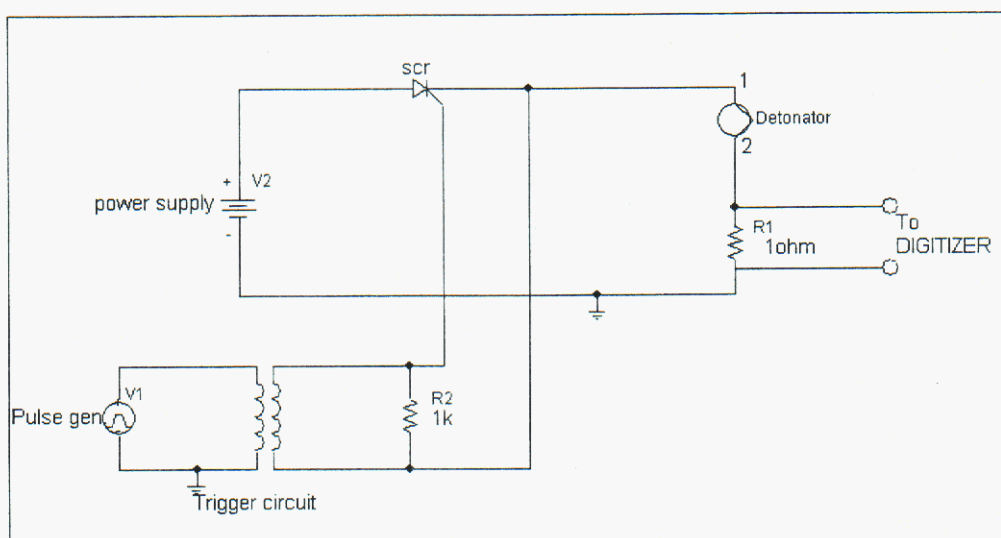 scr
1
Detonator
2
+
V2
power supply
-
R1
1ohm
To
DIGITIZER
V1
Pulse gen
R2
1k
Trigger circuit